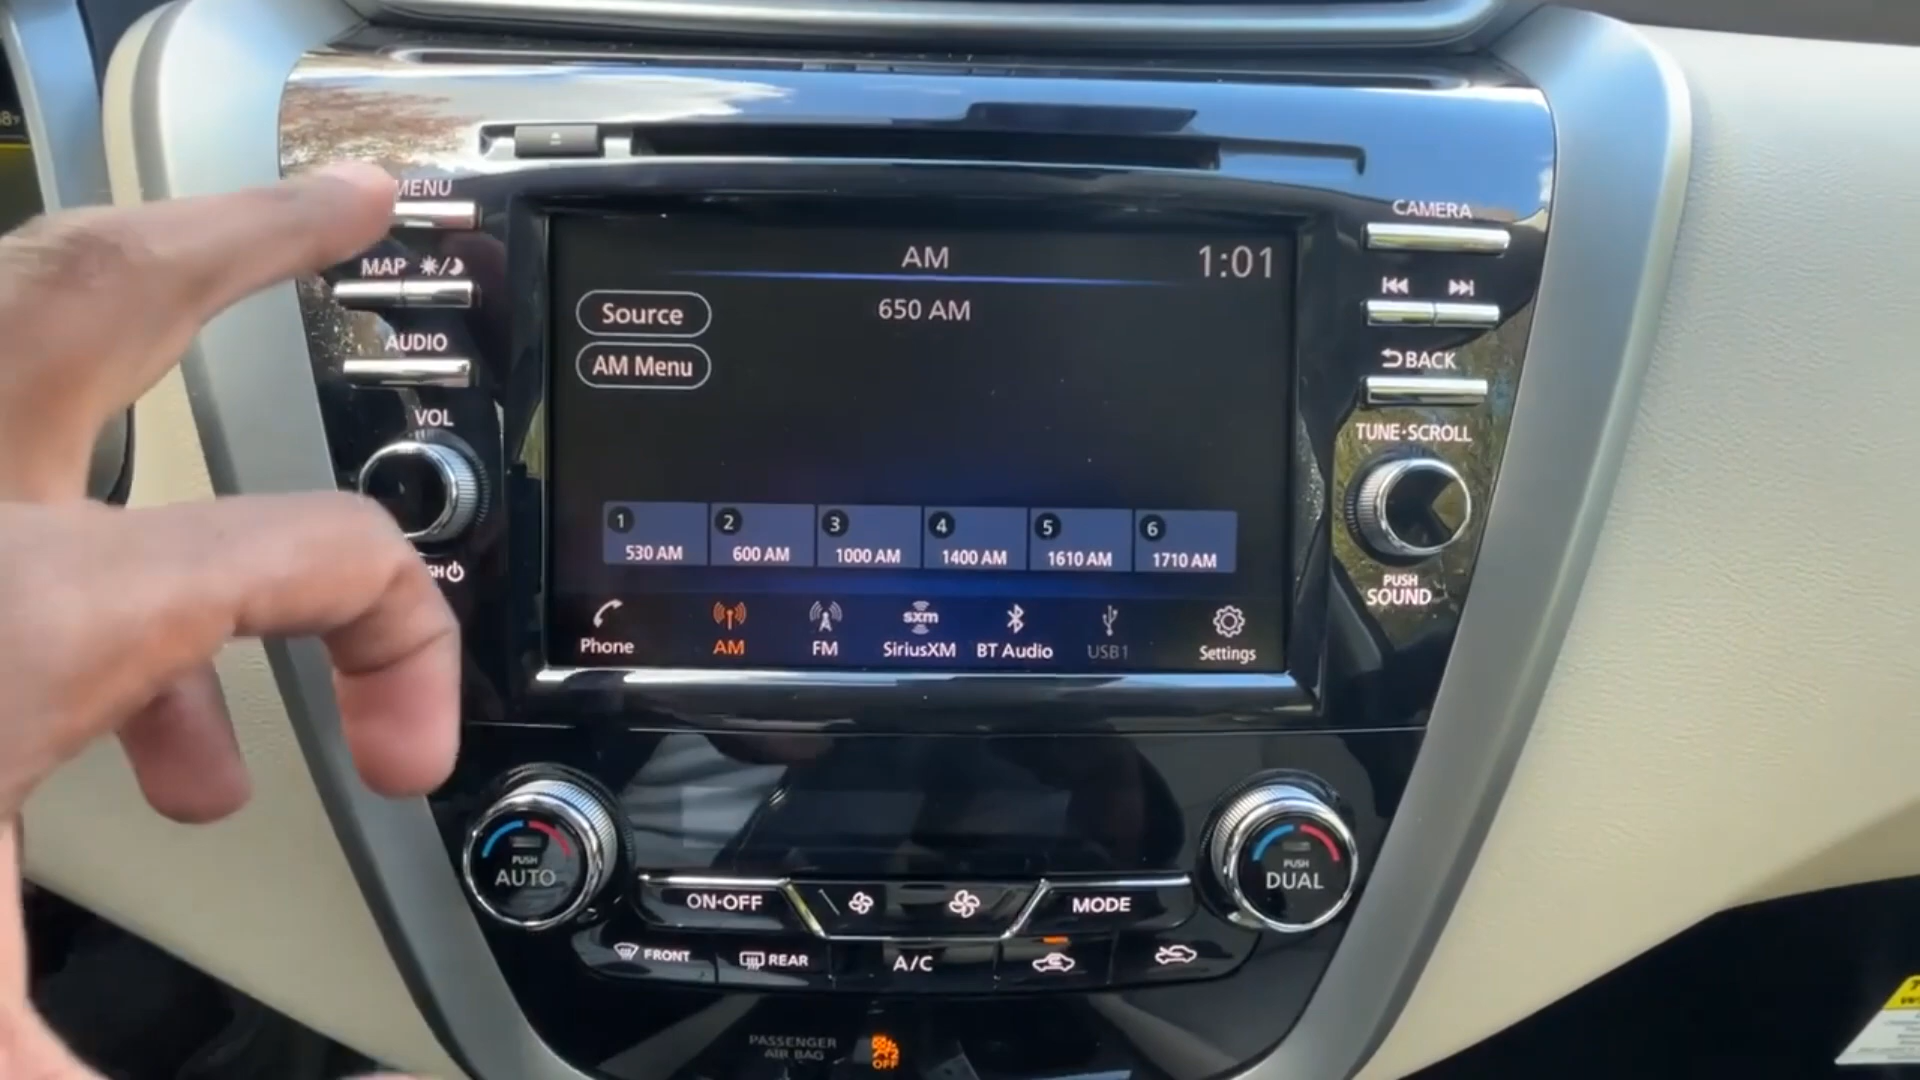 MENU
CAMERA
AM
1:01
MAP
Source
650 AM
AM Menu
AUDIO
BACK
VOL
TUNE·SCROLL
1 2 3 4 5 6
530 AM 600 AM 1000 AM 1400 AM 1610 AM 1710 AM
PUSH
SOUND
sxm
Phone AM FM SiriusXM BT Audio USB1 Settings
PUSH
AUTO
PUSH
DUAL
ON·OFF
MODE
FRONT
REAR
A/C
PASSENGER
AIR BAG
OFF